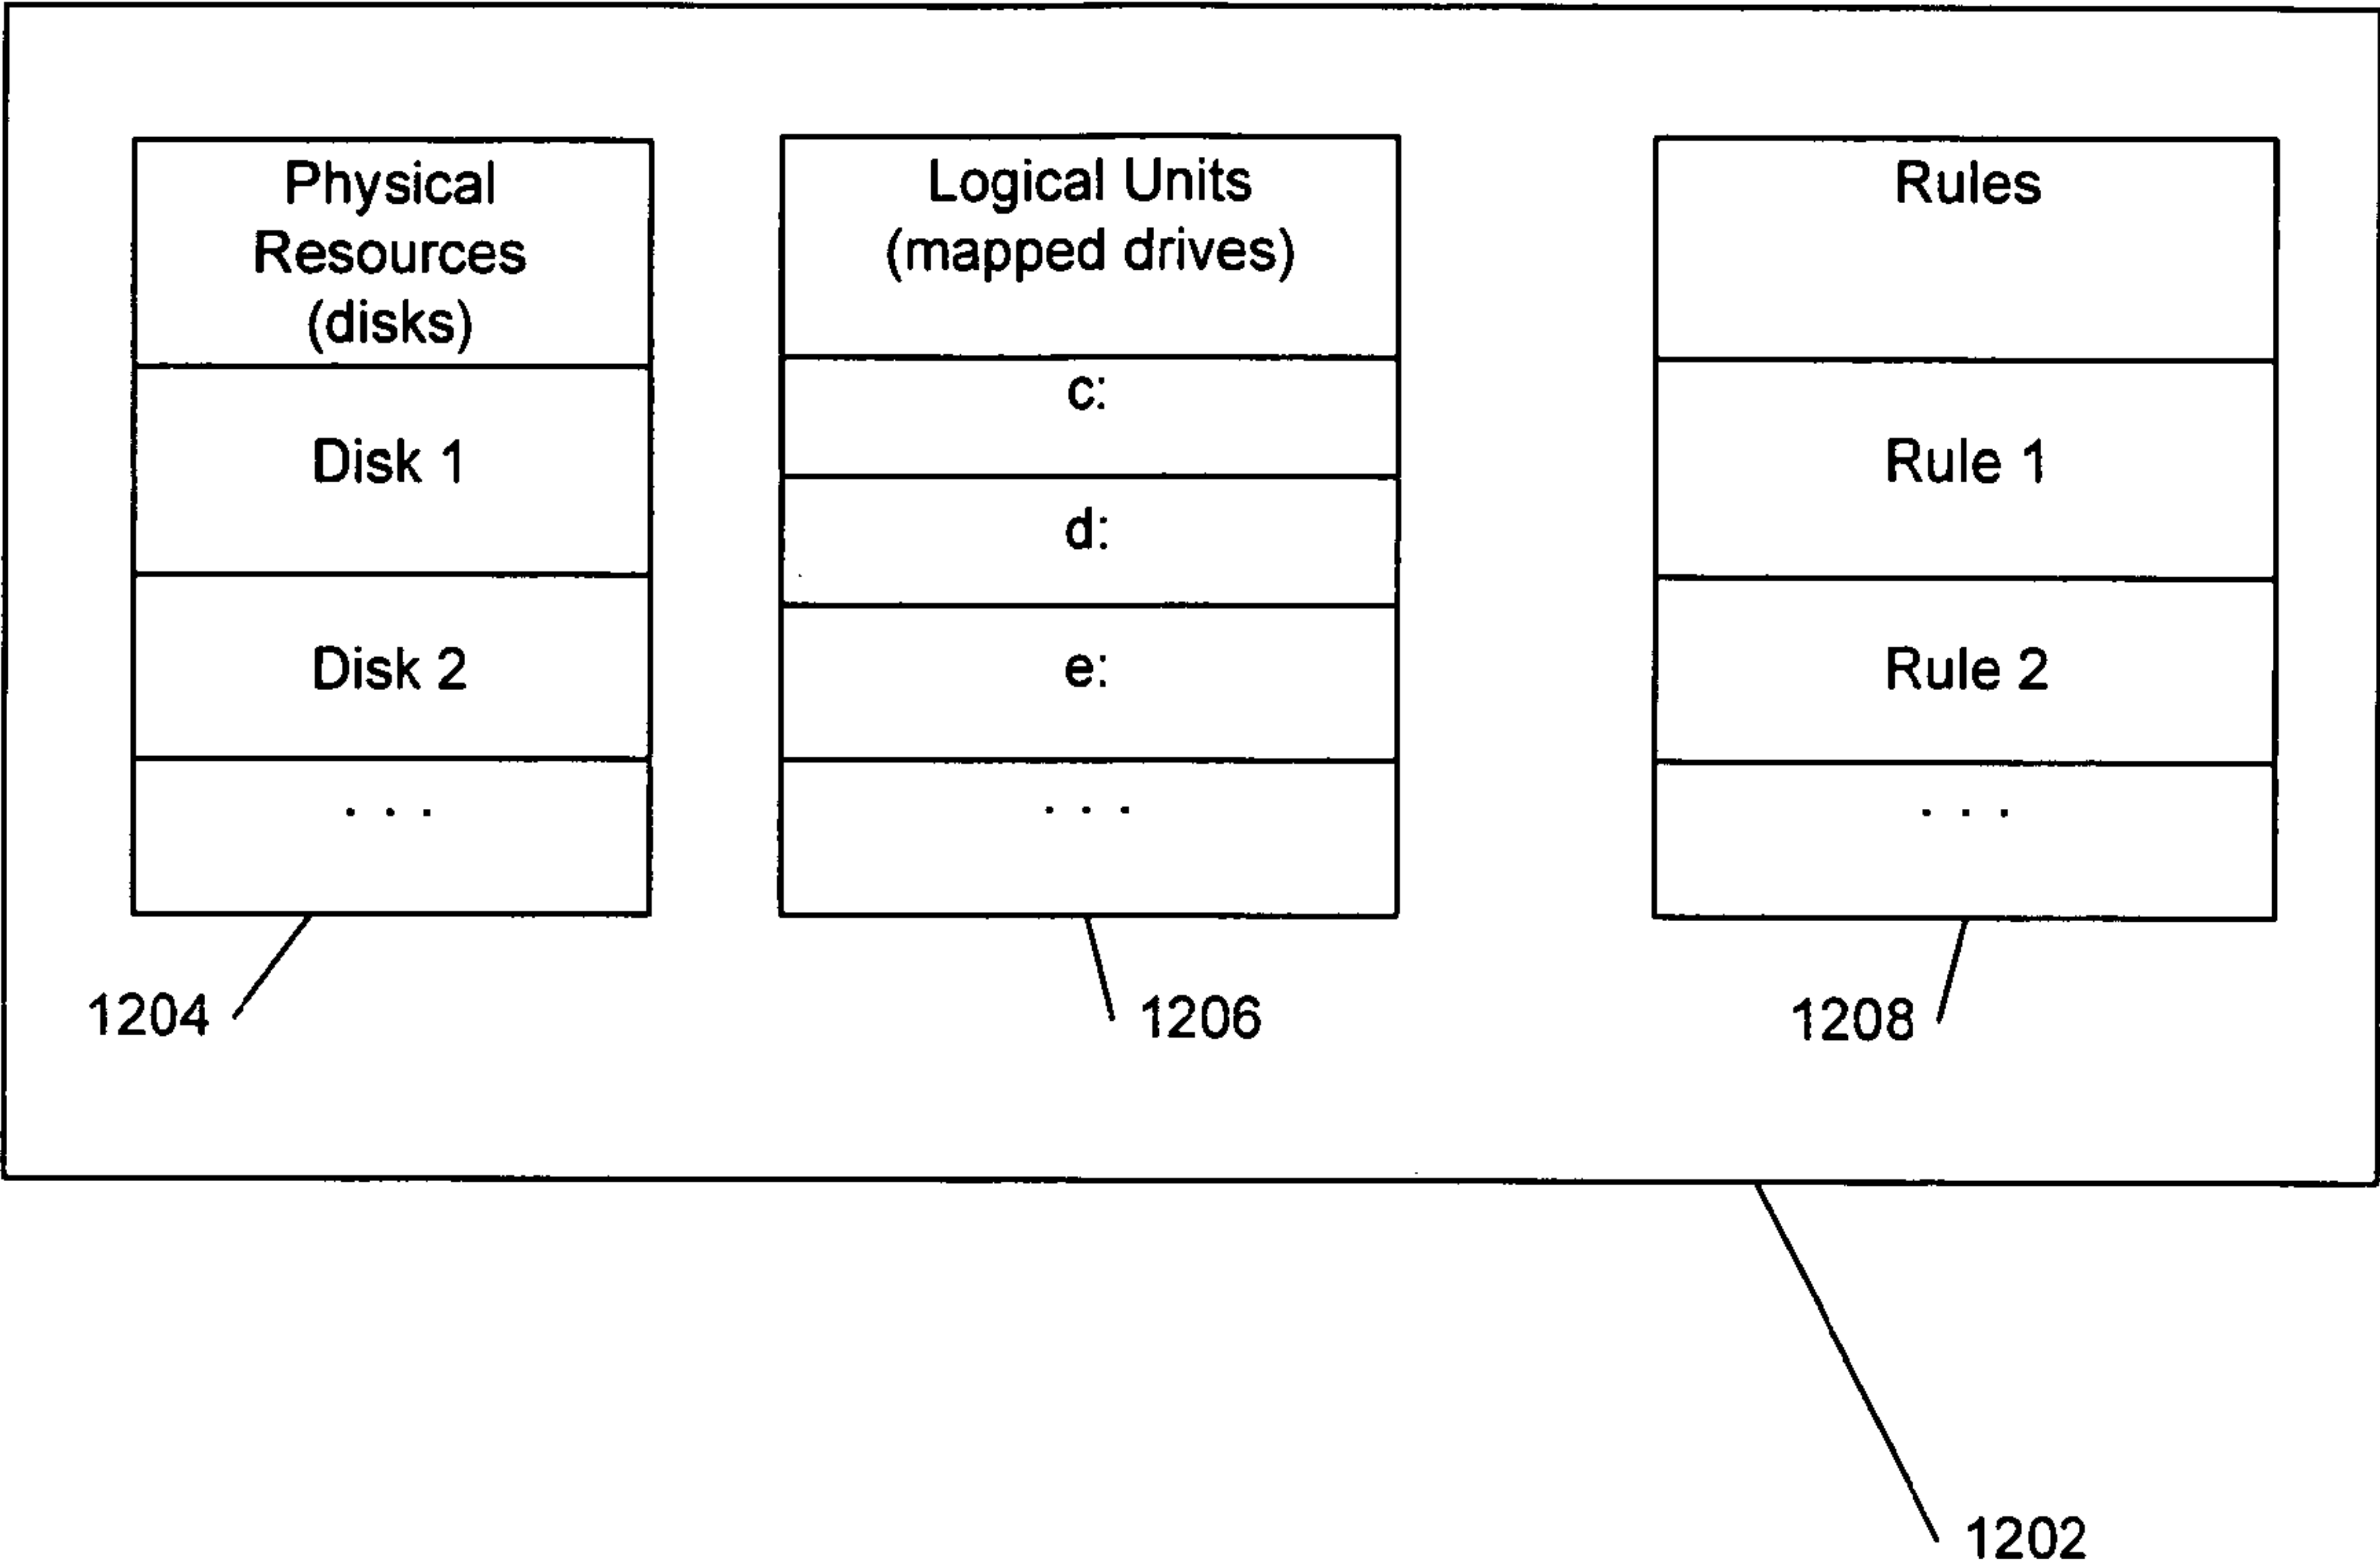 Physical
Resources
(disks)
Disk 1
Disk 2
. . .
1204
Logical Units
(mapped drives)
c:
d:
e:
. . .
1206
Rules
Rule 1
Rule 2
. . .
1208
1202